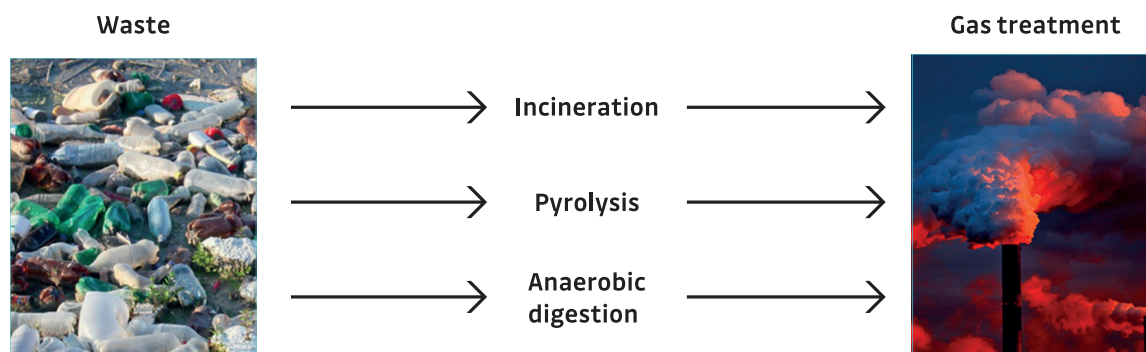 Waste
Gas treatment
Incineration
Pyrolysis
Anaerobic
digestion